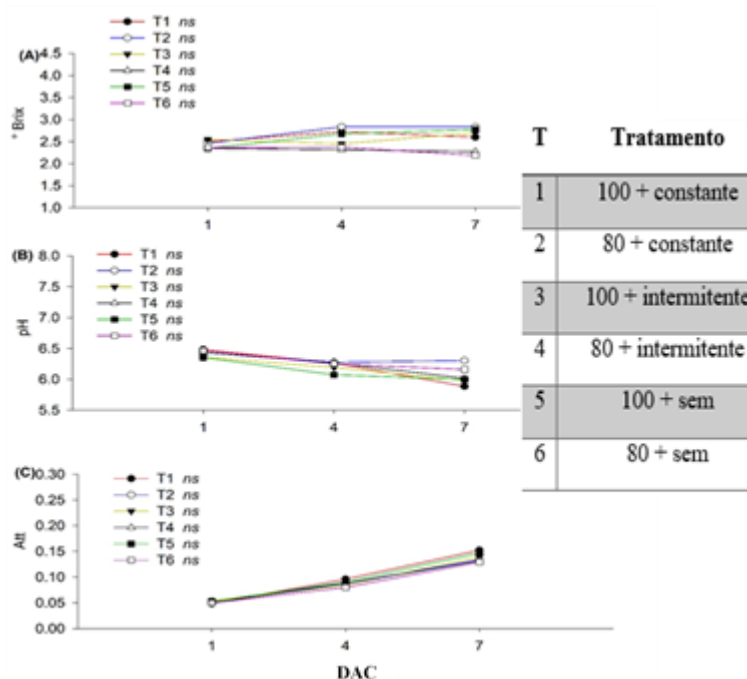 (A)
T1 ns
T2 ns
T3 ns
T4 ns
T5 ns
T6 ns
4.5
4.0
3.5
3.0
2.5
2.0
1.5
1.0
° Brix
1 4 7
(B)
T1 ns
T2 ns
T3 ns
T4 ns
T5 ns
T6 ns
8.0
7.5
7.0
6.5
6.0
5.5
pH
1 4 7
(C)
T1 ns
T2 ns
T3 ns
T4 ns
T5 ns
T6 ns
0.30
0.25
0.20
0.15
0.10
0.05
0.00
Att
1 4 7
DAC
T Tratamento
1 100 + constante
2 80 + constante
3 100 + intermitente
4 80 + intermitente
5 100 + sem
6 80 + sem